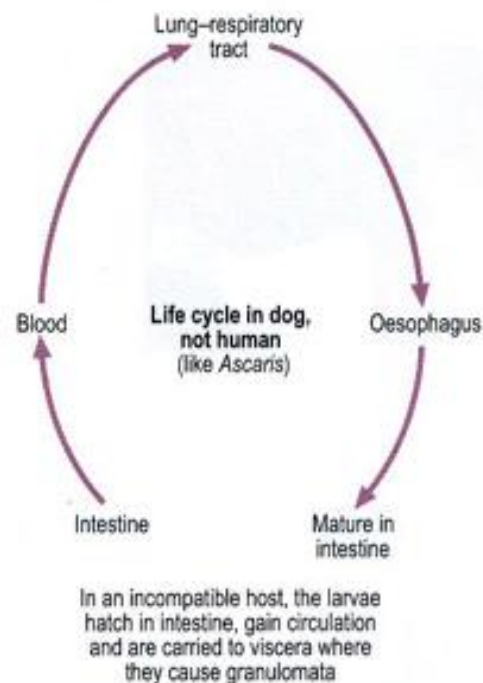 Lung–respiratory
tract
Blood
Life cycle in dog,
not human
(like Ascaris)
Oesophagus
Intestine
Mature in
intestine
In an incompatible host, the larvae
hatch in intestine, gain circulation
and are carried to viscera where
they cause granulomata